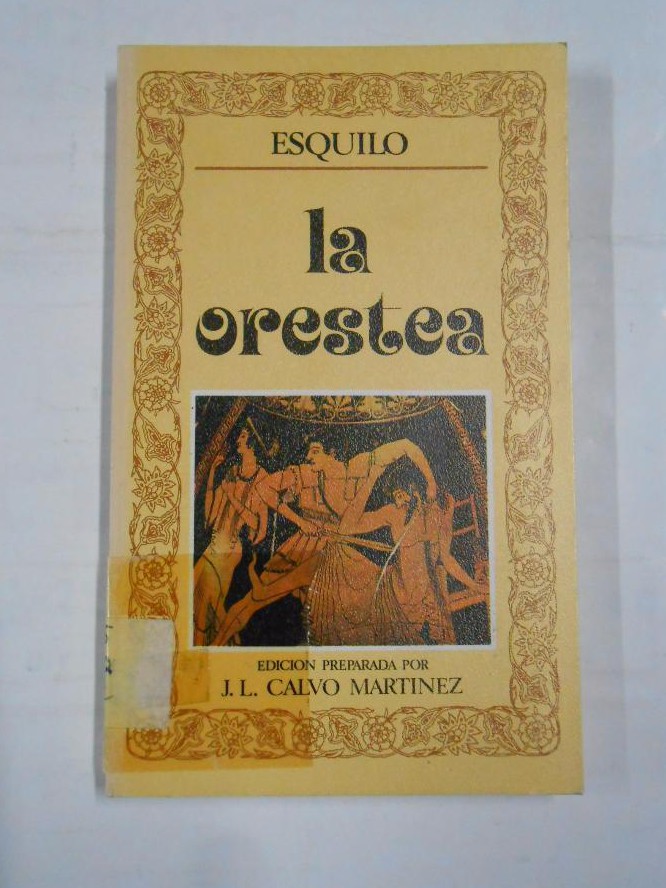 ESQUILO
la
orestea
EDICION PREPARADA POR
J.L. CALVO MARTINEZ